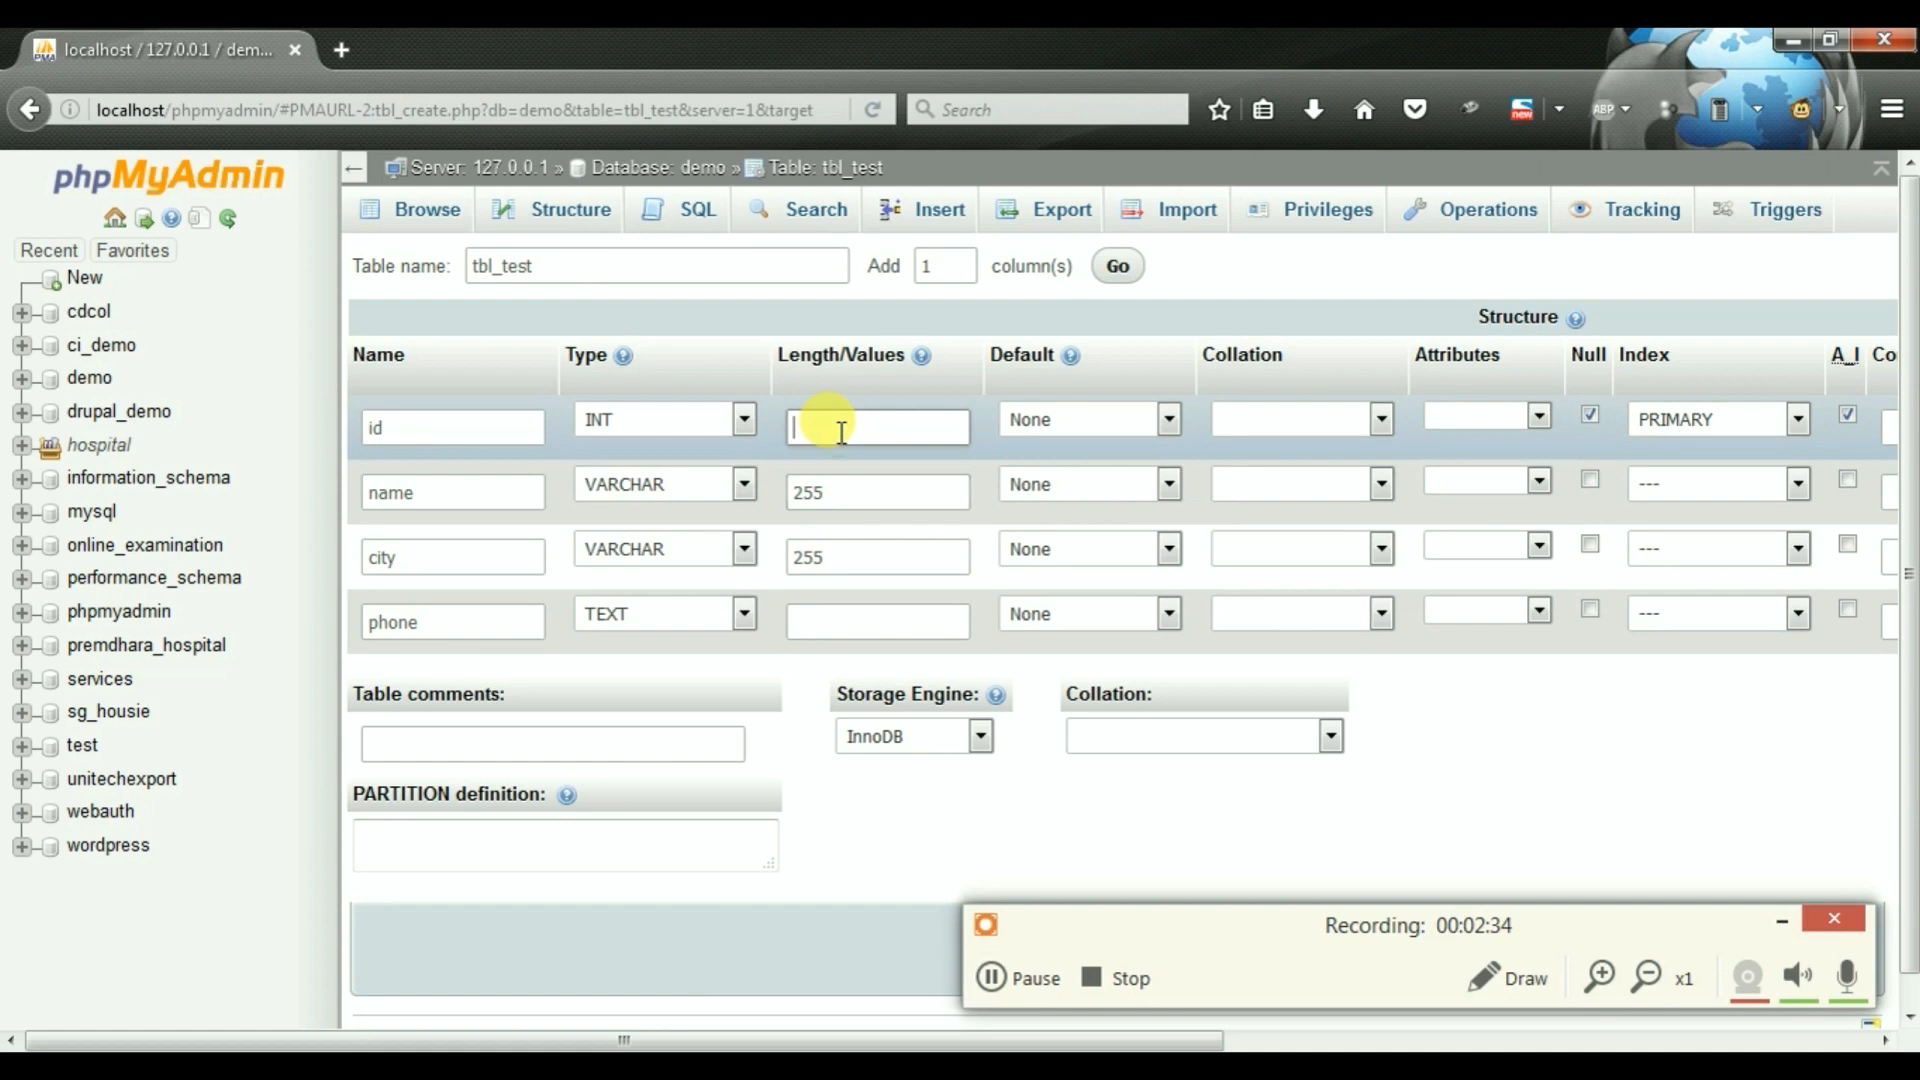 localhost / 127.0.0.1 / dem...
localhost/phpmyadmin/#PMAURL-2:tbl_create.php?db=demo&table=tbl_test&server=1&target
Search
new
ABP
phpMyAdmin
PMA
Server: 127.0.0.1 » Database: demo » Table: tbl_test
Browse Structure SQL Search Insert Export Import Privileges Operations Tracking Triggers
Recent Favorites
New
cdcol
ci_demo
demo
drupal_demo
hospital
information_schema
mysql
online_examination
performance_schema
phpmyadmin
premdhara_hospital
services
sg_housie
test
unitechexport
webauth
wordpress
Table name: tbl_test Add 1 column(s) Go
Structure
Name Type Length/Values Default Collation Attributes Null Index A_I Co
id INT None PRIMARY
name VARCHAR 255 None ---
city VARCHAR 255 None ---
phone TEXT None ---
Table comments: Storage Engine: Collation:
InnoDB
PARTITION definition:
Recording: 00:02:34
Pause Stop Draw x1